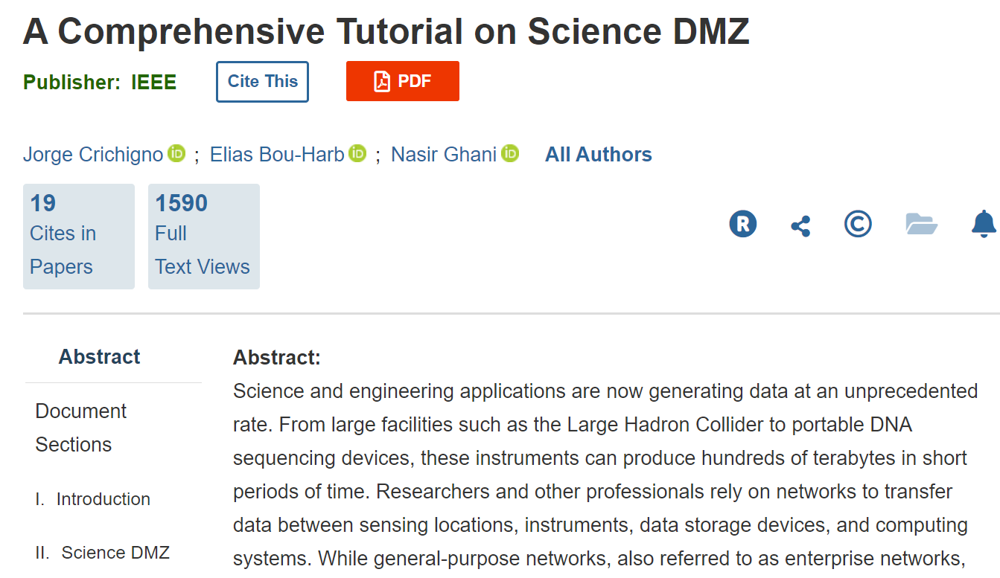 A Comprehensive Tutorial on Science DMZ
Publisher: IEEE
Cite This
PDF
Jorge Crichigno iD ; Elias Bou-Harb iD ; Nasir Ghani iD All Authors
19
Cites in
Papers
1590
Full
Text Views
R
©
Abstract
Document
Sections
I. Introduction
II. Science DMZ
Abstract:
Science and engineering applications are now generating data at an unprecedented
rate. From large facilities such as the Large Hadron Collider to portable DNA
sequencing devices, these instruments can produce hundreds of terabytes in short
periods of time. Researchers and other professionals rely on networks to transfer
data between sensing locations, instruments, data storage devices, and computing
systems. While general-purpose networks, also referred to as enterprise networks,